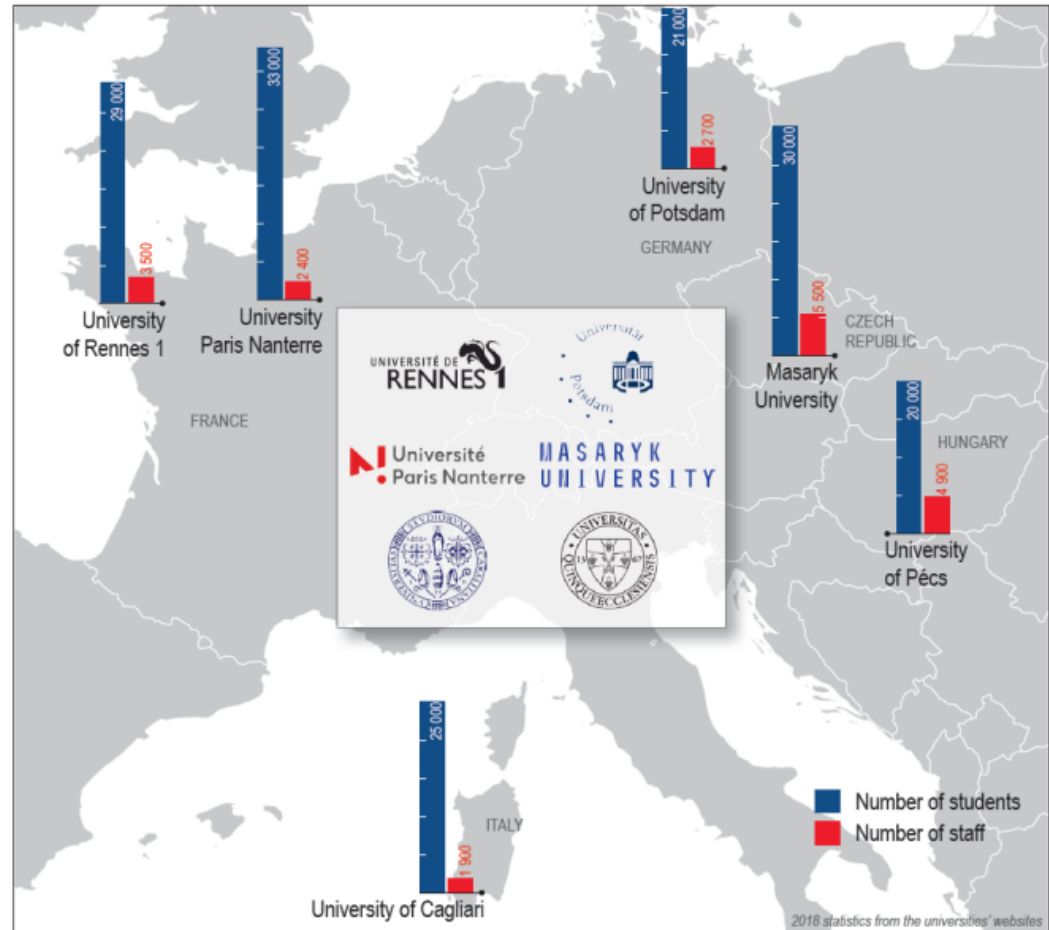 29 000
3 500
University
of Rennes 1
33 000
2 400
University
Paris Nanterre
21 000
2 700
University
of Potsdam
GERMANY
30 000
5 500
Masaryk
University
CZECH
REPUBLIC
FRANCE
UNIVERSITÉ DE
RENNES 1
Universität
Potsdam
Université
Paris Nanterre
MASARYK
UNIVERSITY
UNIVERSITAS
QUINQUEECCLESIENSIS
13 67
20 000
4 900
HUNGARY
University
of Pécs
25 000
1 900
ITALY
University of Cagliari
Number of students
Number of staff
2018 statistics from the universities' websites